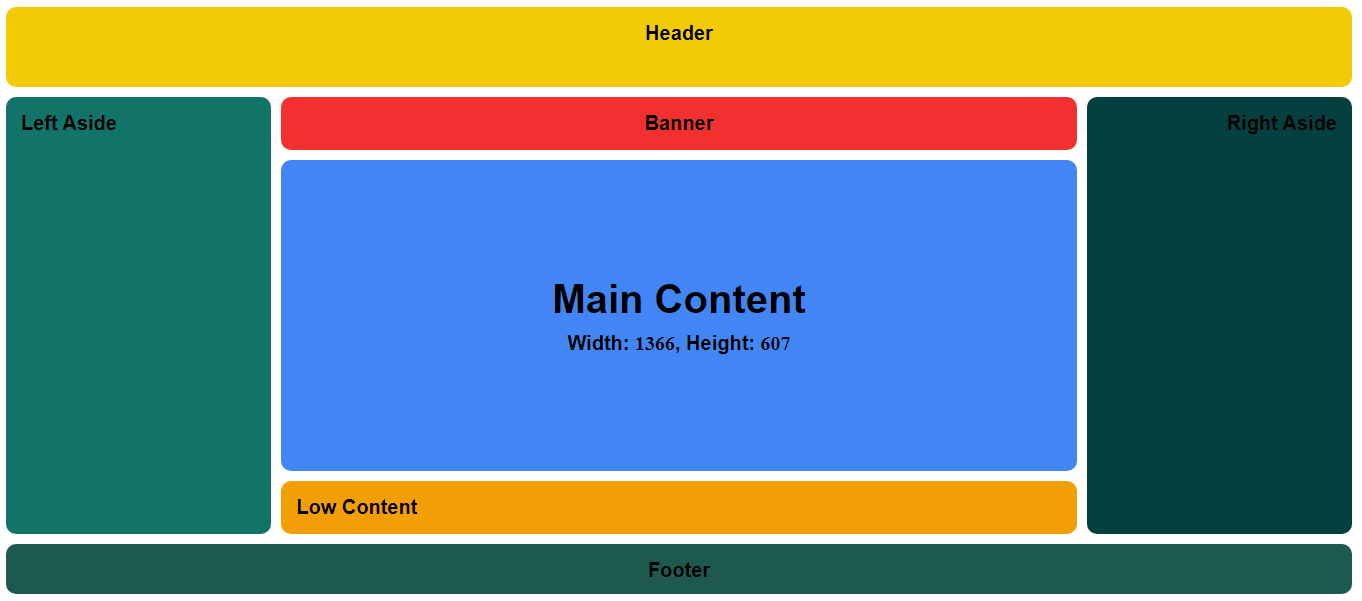 Header
Left Aside
Banner
Right Aside
Main Content
Width: 1366, Height: 607
Low Content
Footer